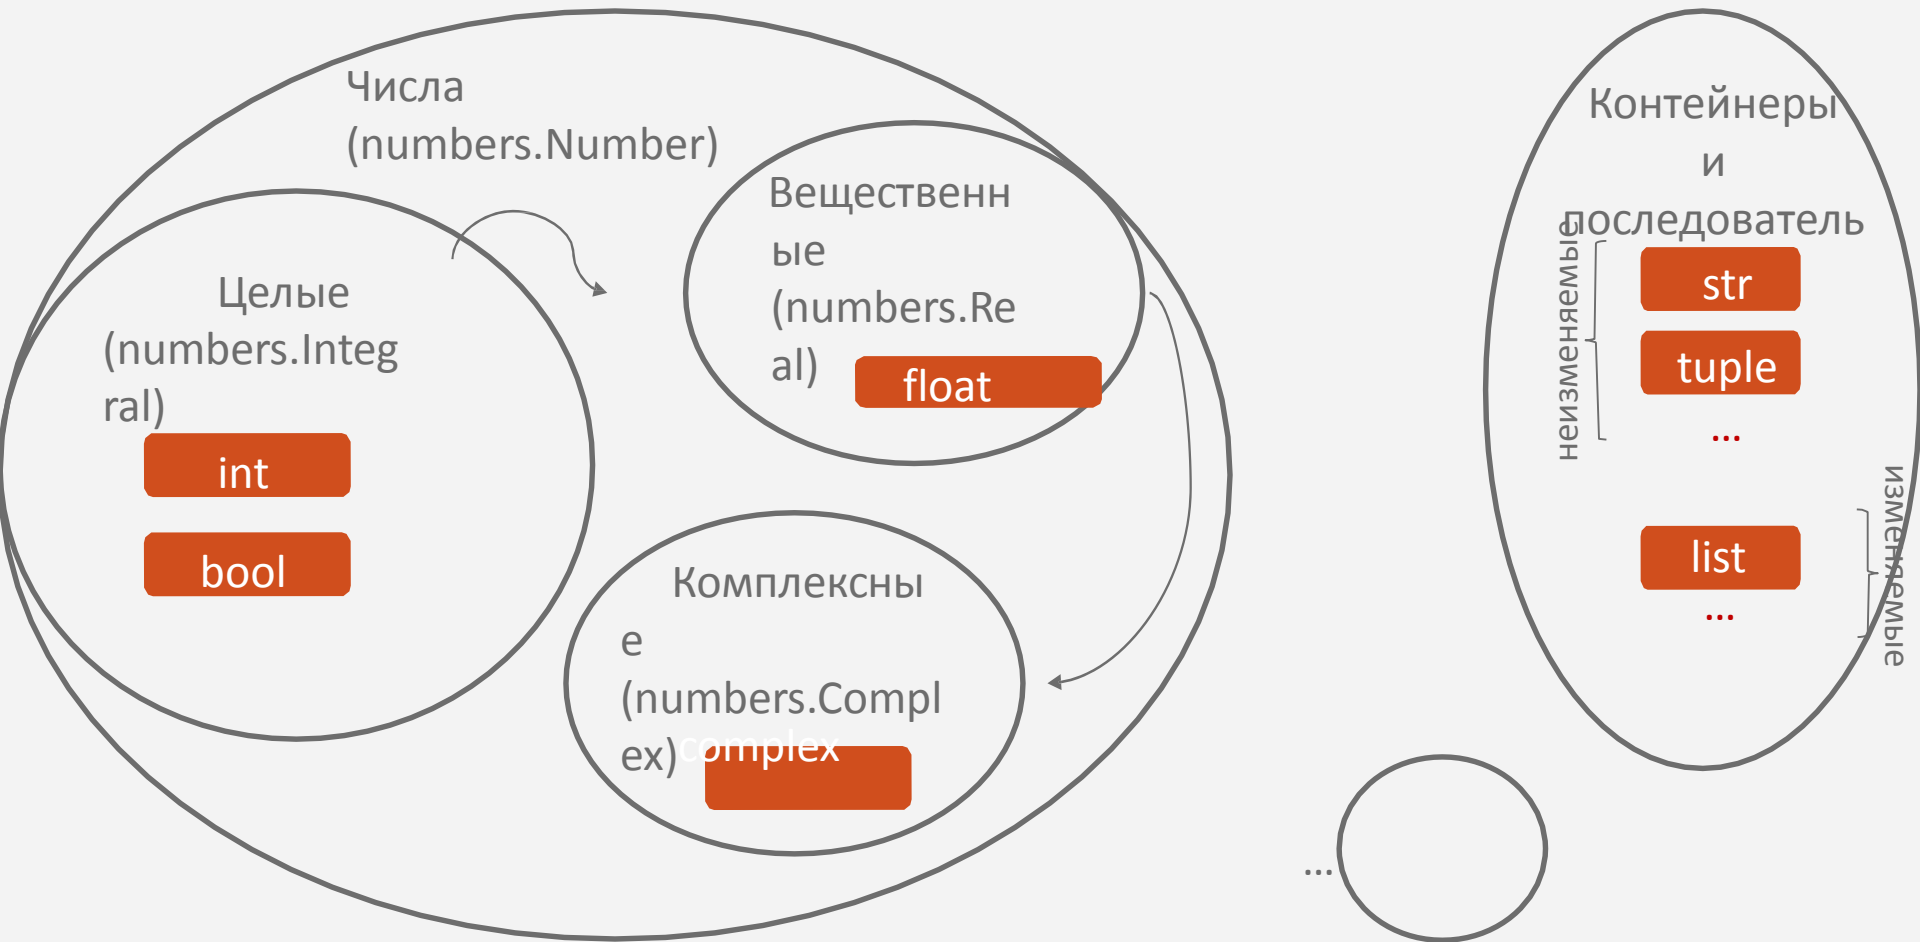 Числа
(numbers.Number)
Целые
(numbers.Integ
ral)
int
bool
Вещественн
ые
(numbers.Re
al)
float
Комплексны
е
(numbers.Compl
ex)
complex
Контейнеры
и
последователь
неизменяемые
str
tuple
...
изменяемые
list
...
...